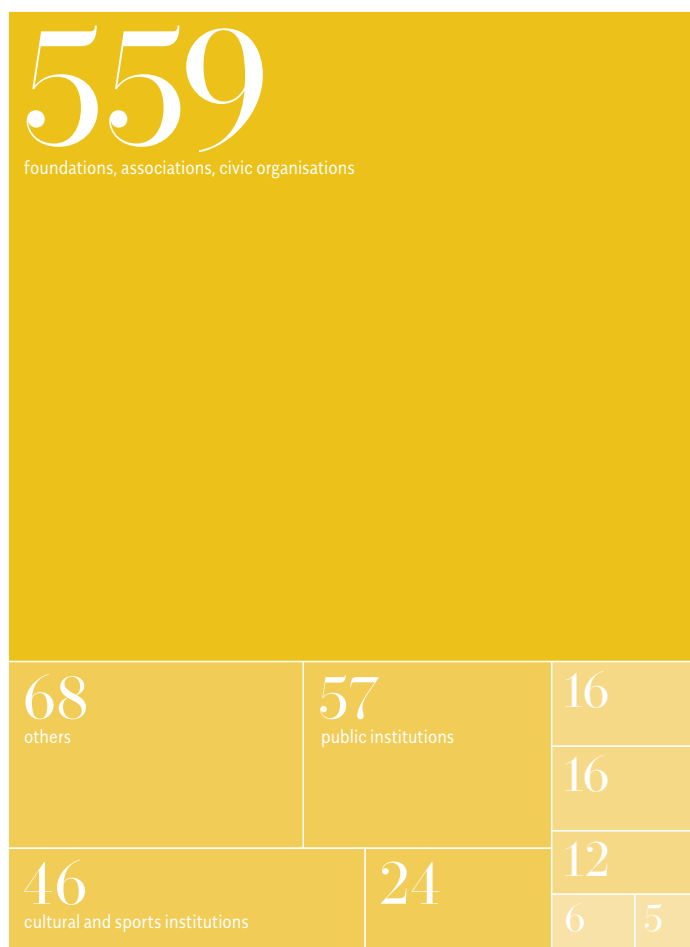 559
foundations, associations, civic organisations
68
others
57
public institutions
16
16
12
46
cultural and sports institutions
24
6
5